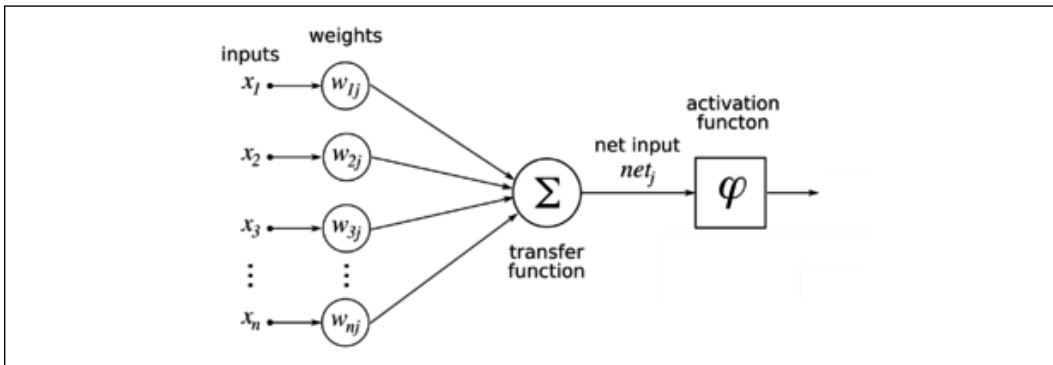 weights
inputs
activation
functon
x₁ w₁ⱼ
net input
x₂ w₂ⱼ
netⱼ
Σ φ
x₃ w₃ⱼ
transfer
function
⋮ ⋮
xₙ wₙⱼ